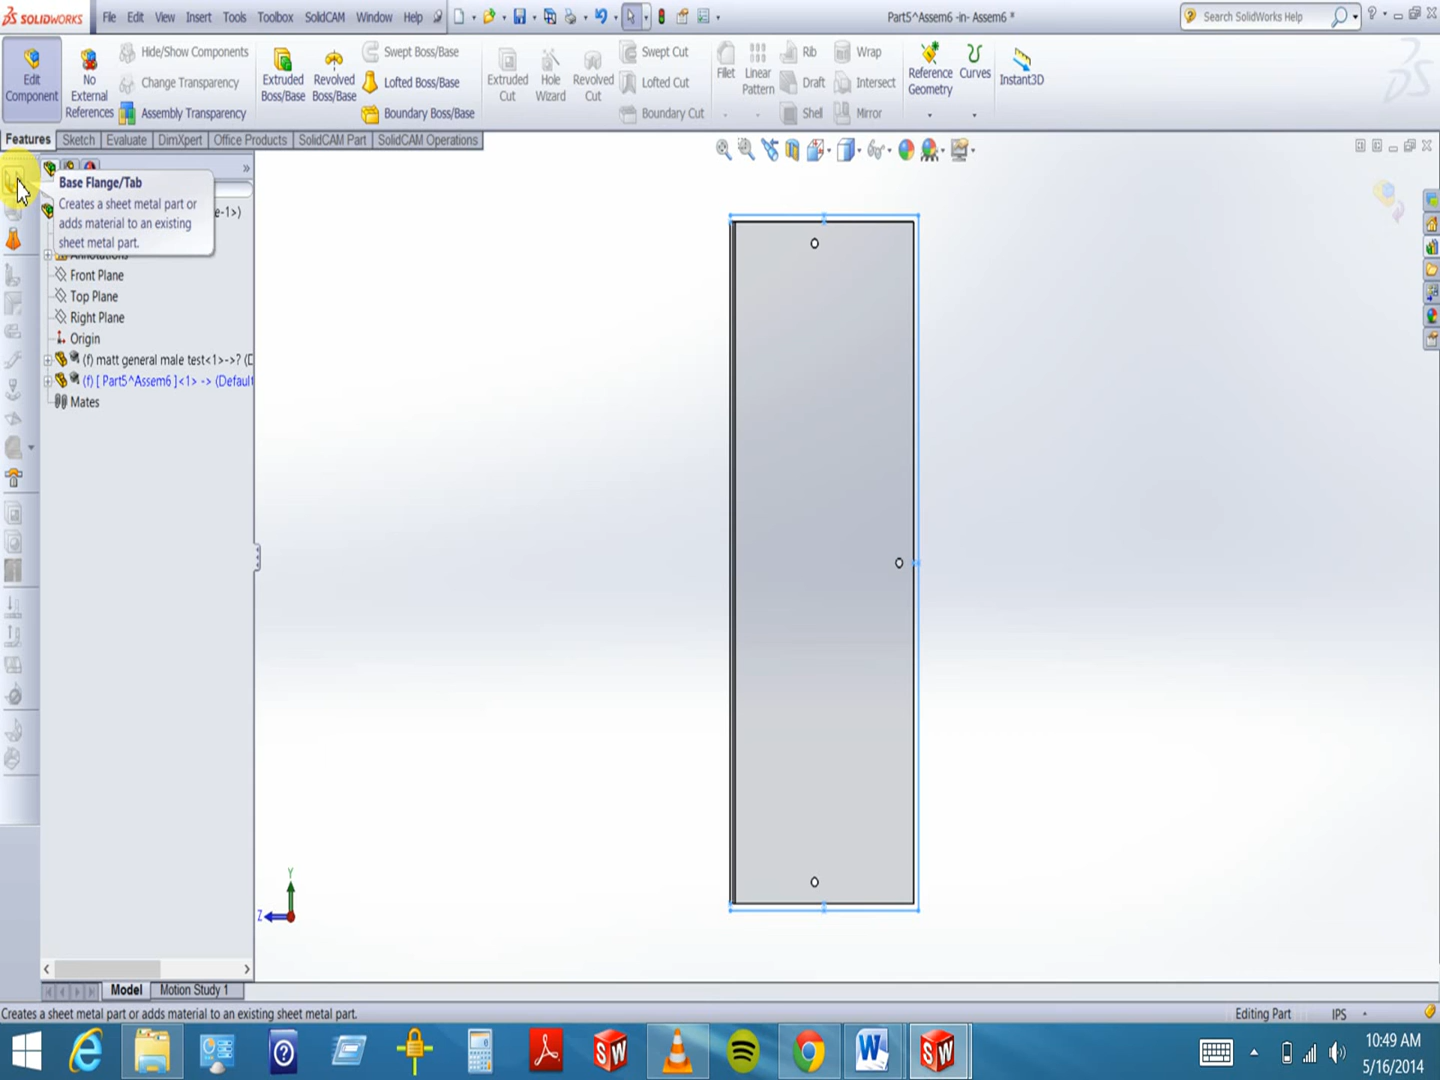 SOLIDWORKS File Edit View Insert Tools Toolbox SolidCAM Window Help Part5^Assem6 -in- Assem6 * Search SolidWorks Help
Edit Component
No External References
Hide/Show Components
Change Transparency
Assembly Transparency
Extruded Boss/Base
Revolved Boss/Base
Swept Boss/Base
Lofted Boss/Base
Boundary Boss/Base
Extruded Cut
Hole Wizard
Revolved Cut
Swept Cut
Lofted Cut
Boundary Cut
Fillet
Linear Pattern
Rib
Draft
Shell
Wrap
Intersect
Mirror
Reference Geometry
Curves
Instant3D
Features Sketch Evaluate DimXpert Office Products SolidCAM Part SolidCAM Operations
Base Flange/Tab
Creates a sheet metal part or
adds material to an existing
sheet metal part.
e-1>)
Annotations
Front Plane
Top Plane
Right Plane
Origin
(f) matt general male test<1>->? (D
(f) [ Part5^Assem6 ]<1> -> (Default
Mates
Y
Z
Model Motion Study 1
Creates a sheet metal part or adds material to an existing sheet metal part. Editing Part IPS
10:49 AM
5/16/2014